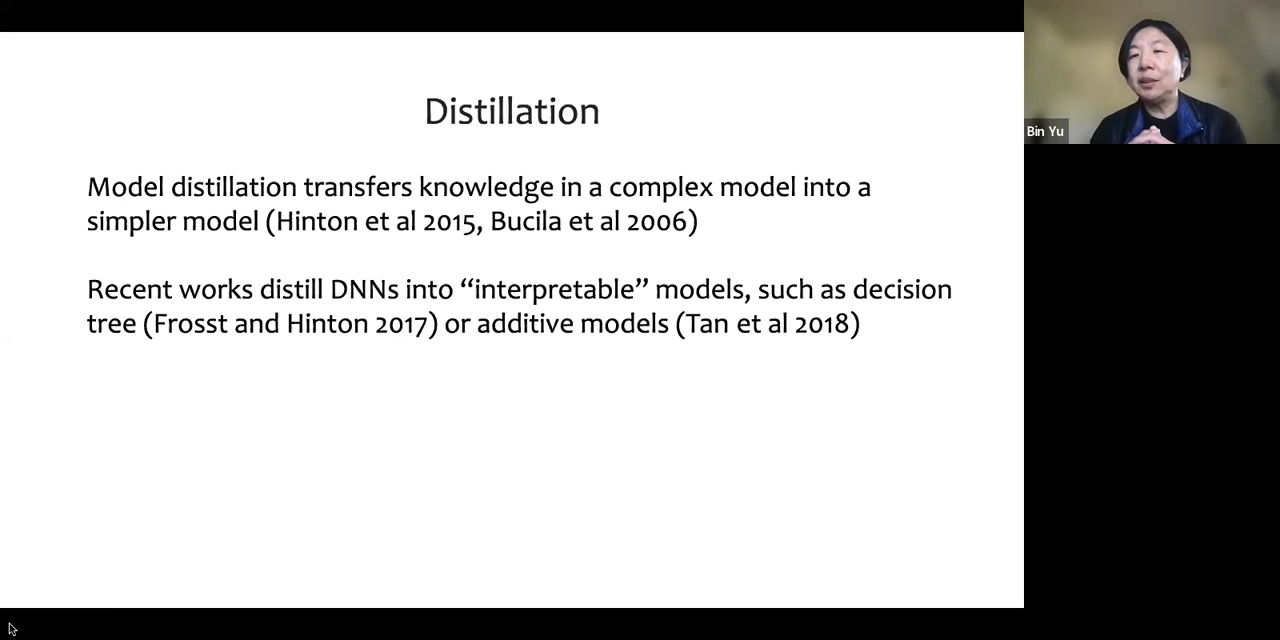 Distillation
Model distillation transfers knowledge in a complex model into a
simpler model (Hinton et al 2015, Bucila et al 2006)
Recent works distill DNNs into “interpretable” models, such as decision
tree (Frosst and Hinton 2017) or additive models (Tan et al 2018)
Bin Yu